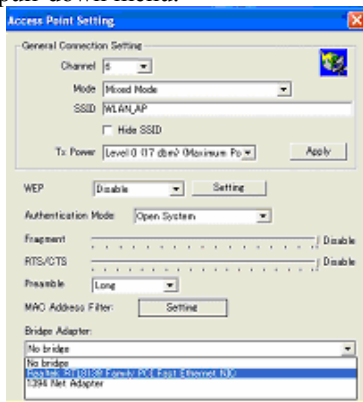 pull-down menu.
Access Point Setting
General Connection Setting
Channel 6
Mode Mixed Mode
SSID WLAN_AP
Hide SSID
Tx Power Level 0 (17 dbm) (Maximum Po Apply
WEP Disable Setting
Authentication Mode: Open System
Fragment Disable
RTS/CTS Disable
Preamble Long
MAC Address Filter: Setting
Bridge Adapter:
No bridge
No bridge
Realtek RTL8139 Family PCI Fast Ethernet NIC
1394 Net Adapter